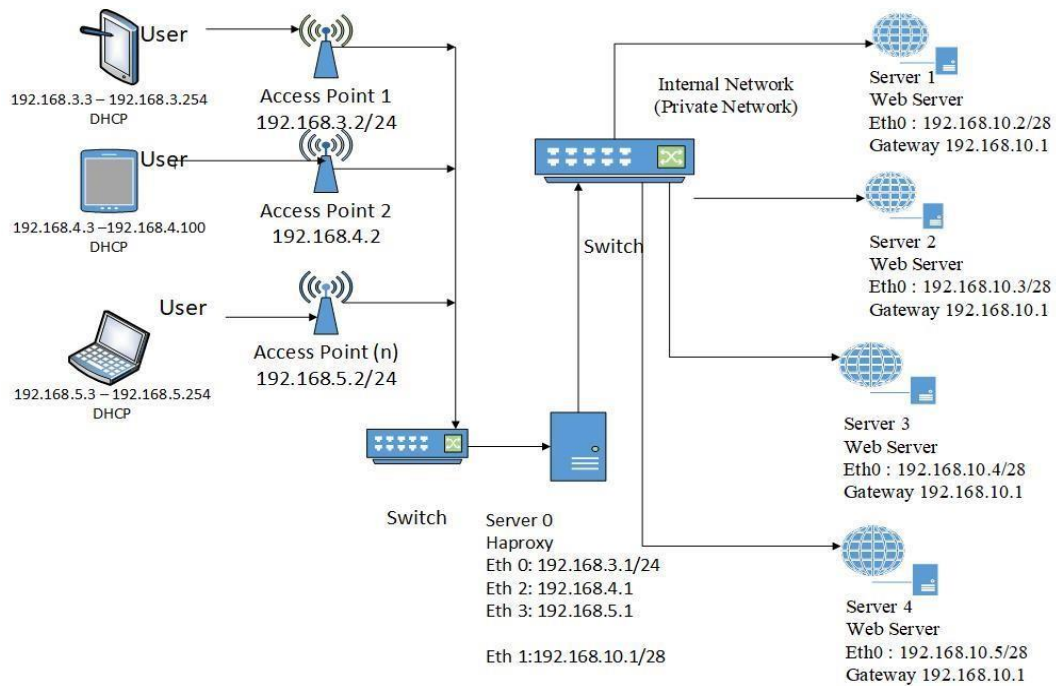 User
192.168.3.3 – 192.168.3.254
DHCP
Access Point 1
192.168.3.2/24
User
192.168.4.3 –192.168.4.100
DHCP
Access Point 2
192.168.4.2
User
192.168.5.3 – 192.168.5.254
DHCP
Access Point (n)
192.168.5.2/24
Switch
Server 0
Haproxy
Eth 0: 192.168.3.1/24
Eth 2: 192.168.4.1
Eth 3: 192.168.5.1
Eth 1:192.168.10.1/28
Switch
Internal Network
(Private Network)
Server 1
Web Server
Eth0 : 192.168.10.2/28
Gateway 192.168.10.1
Server 2
Web Server
Eth0 : 192.168.10.3/28
Gateway 192.168.10.1
Server 3
Web Server
Eth0 : 192.168.10.4/28
Gateway 192.168.10.1
Server 4
Web Server
Eth0 : 192.168.10.5/28
Gateway 192.168.10.1